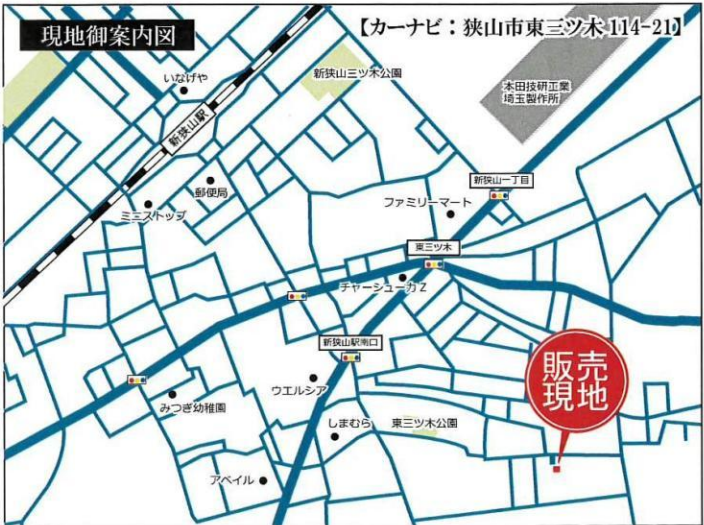 現地御案内図
【カーナビ：狭山市東三ツ木114-21】
いなげや
新狭山三ツ木公園
本田技研工業
埼玉製作所
新狭山駅
新狭山一丁目
郵便局
ファミリーマート
ミニストップ
東三ツ木
チャーシュー力Z
新狭山駅南口
販売
現地
ウエルシア
みつぎ幼稚園
しまむら
東三ツ木公園
アベイル